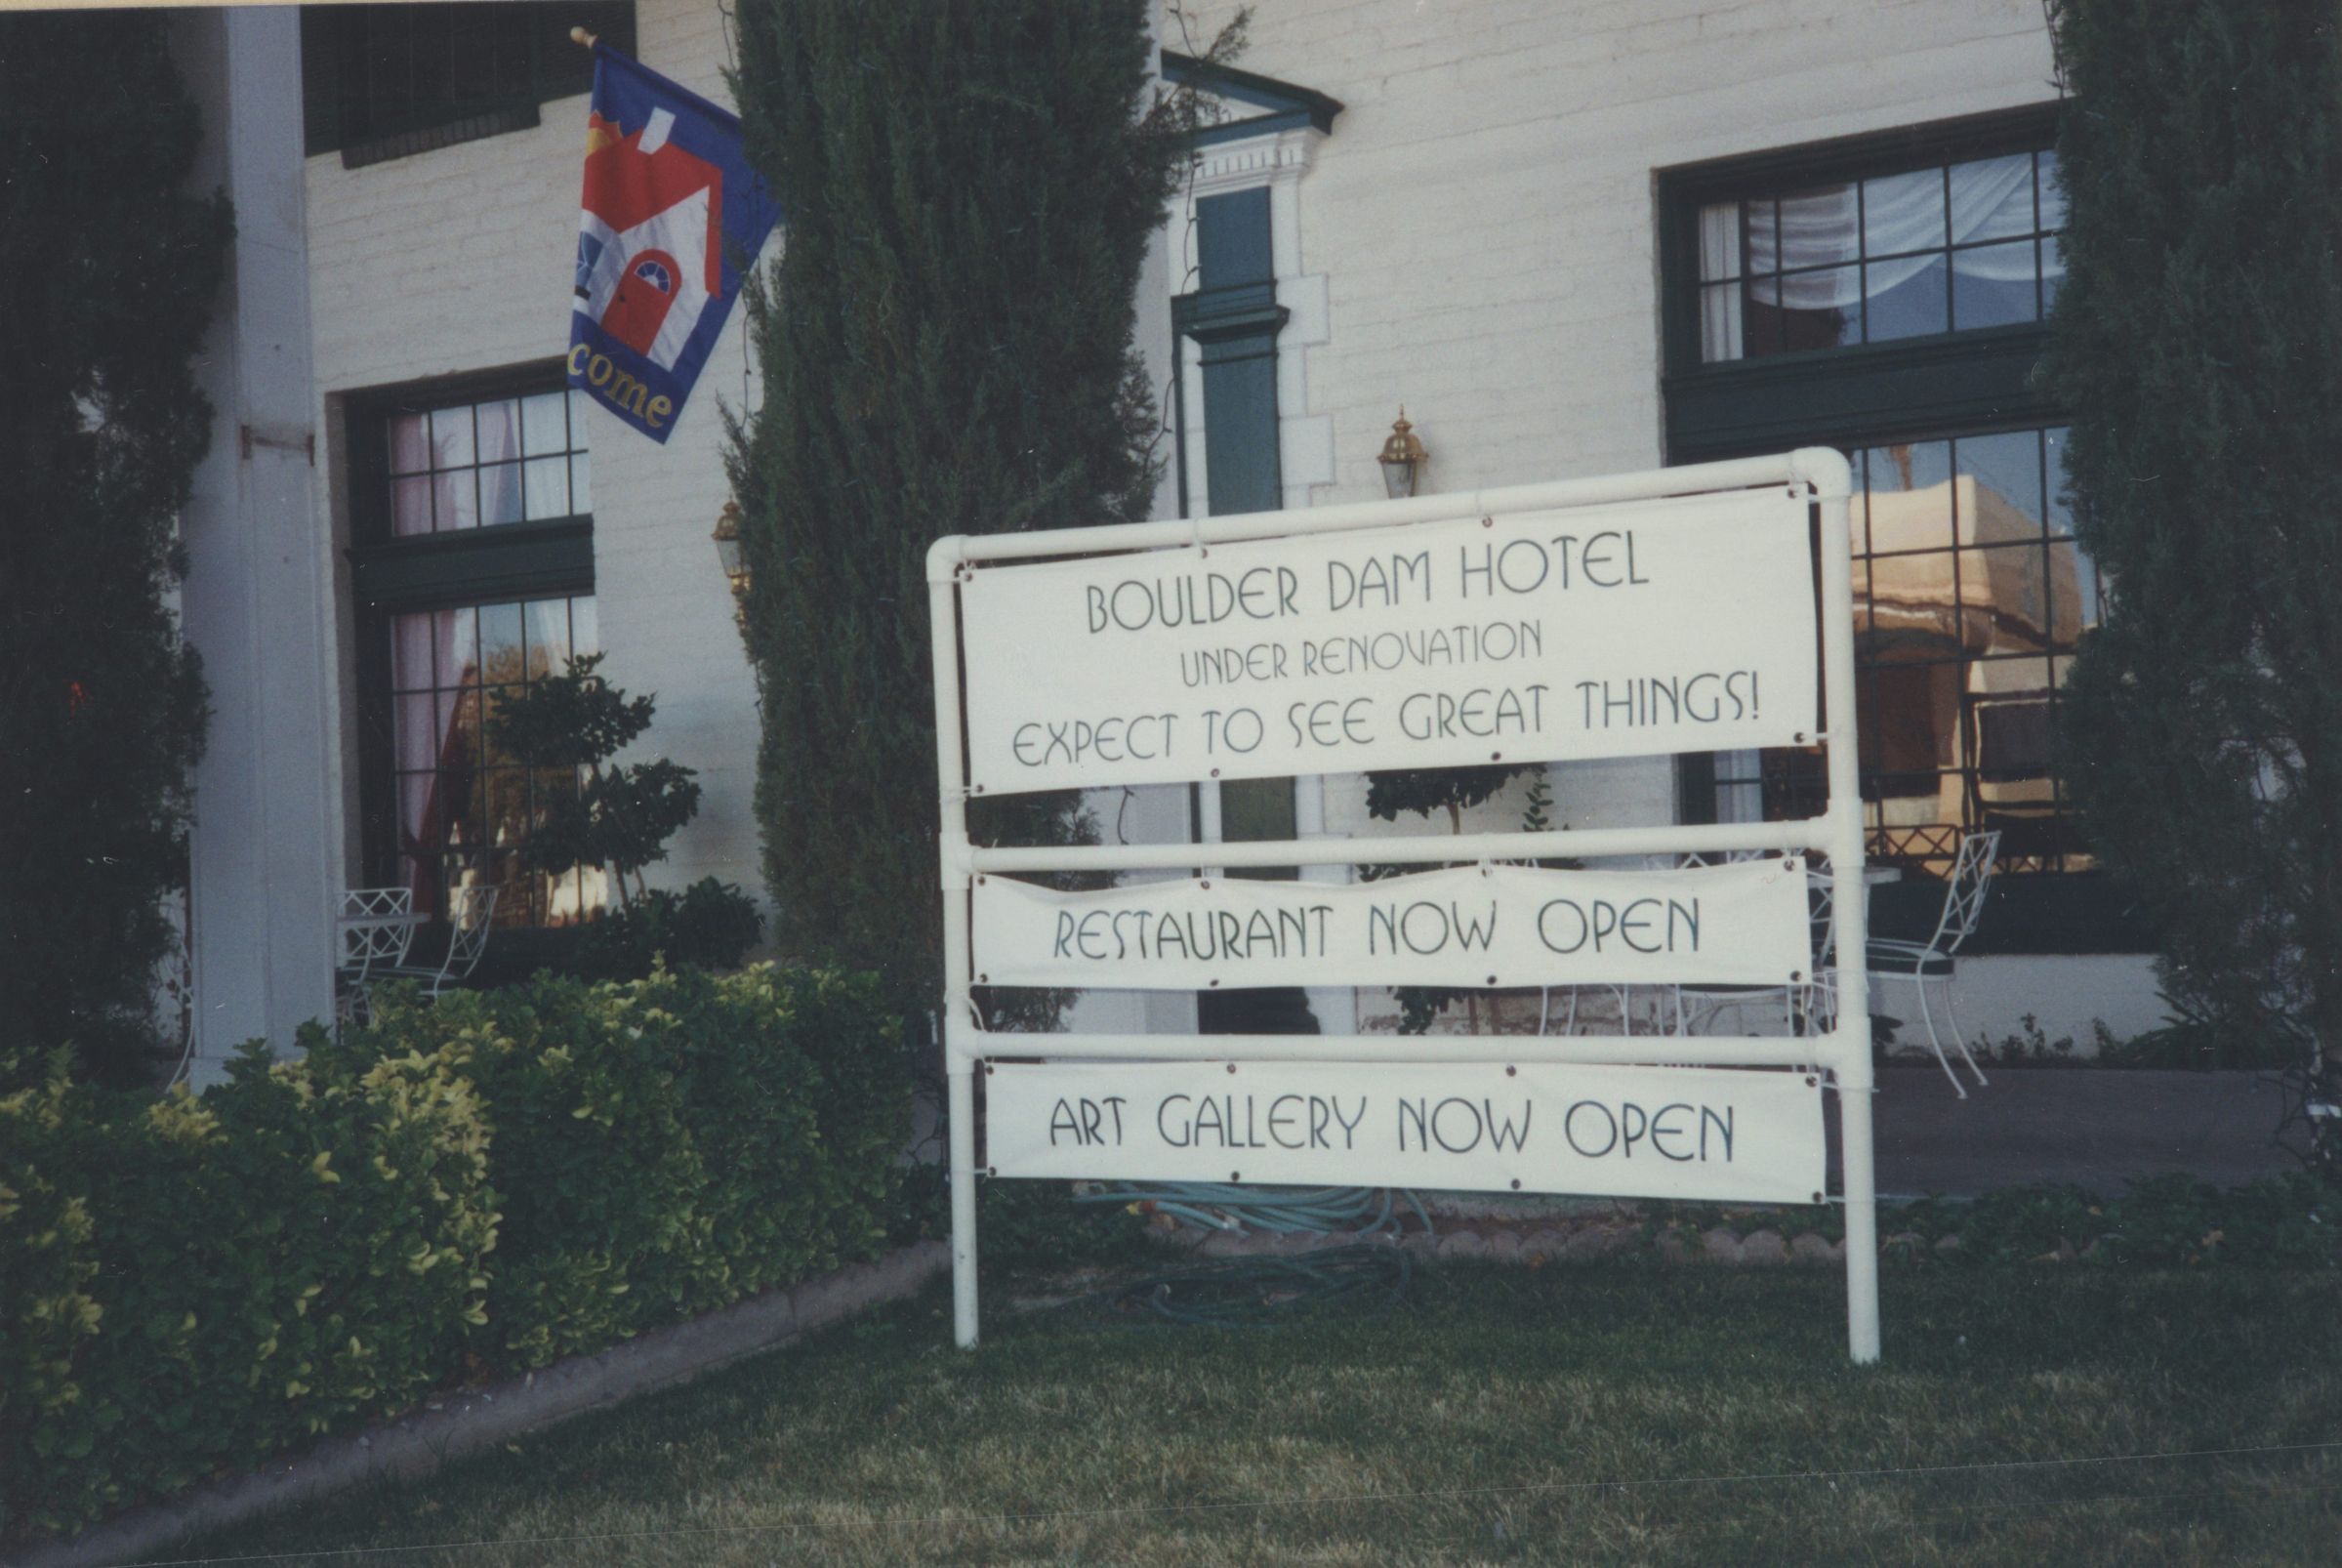 come
BOULDER DAM HOTEL
UNDER RENOVATION
EXPECT TO SEE GREAT THINGS!
RESTAURANT NOW OPEN
ART GALLERY NOW OPEN